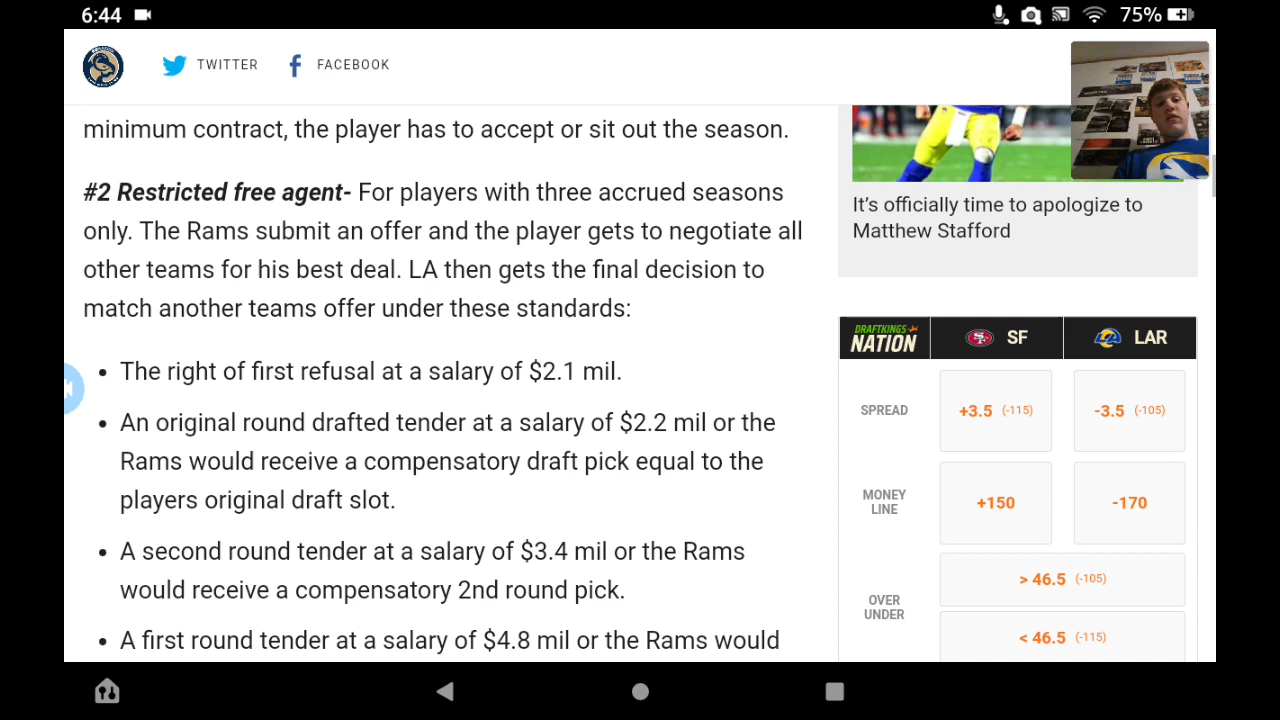 6:44
75%
TWITTER
FACEBOOK
minimum contract, the player has to accept or sit out the season.
#2 Restricted free agent- For players with three accrued seasons
only. The Rams submit an offer and the player gets to negotiate all
other teams for his best deal. LA then gets the final decision to
match another teams offer under these standards:
• The right of first refusal at a salary of $2.1 mil.
• An original round drafted tender at a salary of $2.2 mil or the
Rams would receive a compensatory draft pick equal to the
players original draft slot.
• A second round tender at a salary of $3.4 mil or the Rams
would receive a compensatory 2nd round pick.
• A first round tender at a salary of $4.8 mil or the Rams would
It’s officially time to apologize to
Matthew Stafford
DRAFTKINGS
NATION
SF
LAR
SPREAD
+3.5 (-115)
-3.5 (-105)
MONEY
LINE
+150
-170
OVER
UNDER
> 46.5 (-105)
< 46.5 (-115)